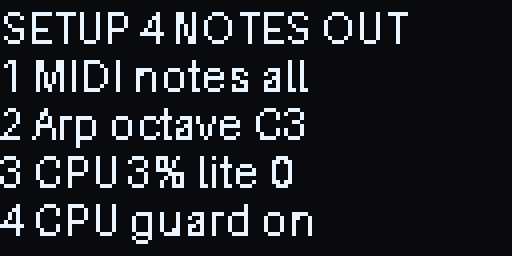 SETUP 4 NOTES OUT
1 MIDI notes all
2 Arp octave C3
3 CPU 3% lite 0
4 CPU guard on